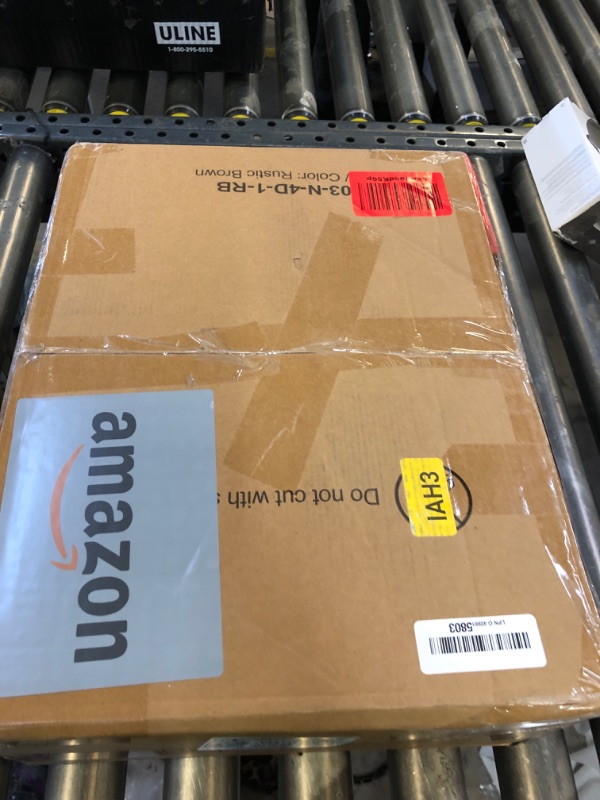 ULINE
1-800-295-5510
03-N-4D-1-RB
/ Color: Rustic Brown
Do not cut with
IAH3
amazon
5803